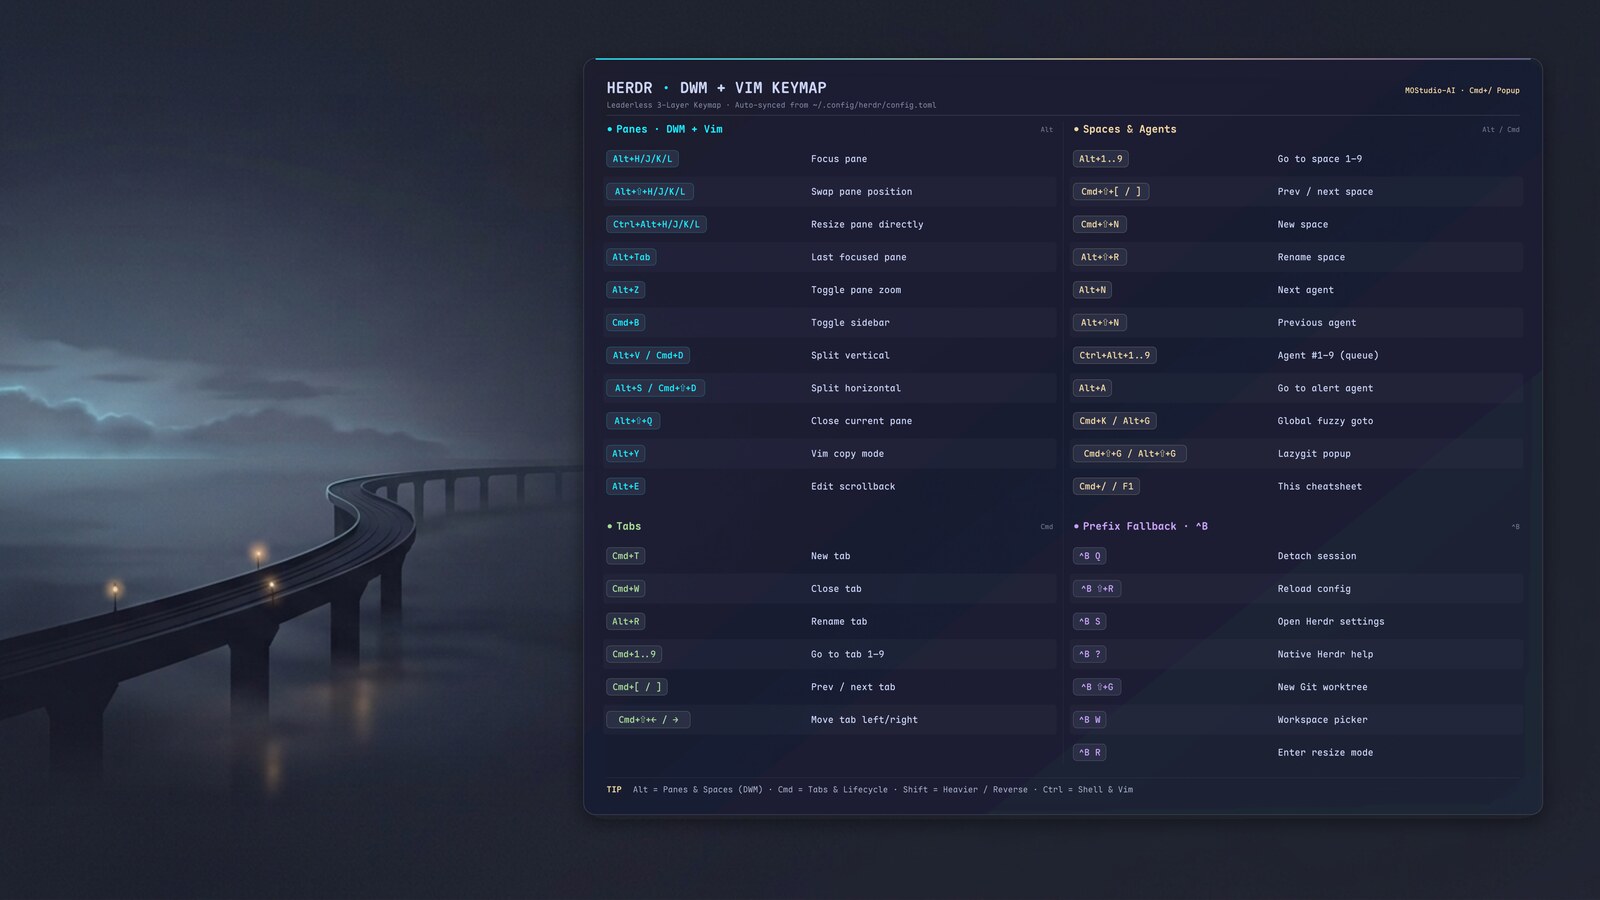 HERDR · DWM + VIM KEYMAP
Leaderless 3-Layer Keymap · Auto-synced from ~/.config/herdr/config.toml
MOStudio-AI · Cmd+/ Popup
• Panes · DWM + Vim Alt
Alt+H/J/K/L Focus pane
Alt+⇧+H/J/K/L Swap pane position
Ctrl+Alt+H/J/K/L Resize pane directly
Alt+Tab Last focused pane
Alt+Z Toggle pane zoom
Cmd+B Toggle sidebar
Alt+V / Cmd+D Split vertical
Alt+S / Cmd+⇧+D Split horizontal
Alt+⇧+Q Close current pane
Alt+Y Vim copy mode
Alt+E Edit scrollback
• Spaces & Agents Alt / Cmd
Alt+1..9 Go to space 1–9
Cmd+⇧+[ / ] Prev / next space
Cmd+⇧+N New space
Alt+⇧+R Rename space
Alt+N Next agent
Alt+⇧+N Previous agent
Ctrl+Alt+1..9 Agent #1–9 (queue)
Alt+A Go to alert agent
Cmd+K / Alt+G Global fuzzy goto
Cmd+⇧+G / Alt+⇧+G Lazygit popup
Cmd+/ / F1 This cheatsheet
• Tabs Cmd
Cmd+T New tab
Cmd+W Close tab
Alt+R Rename tab
Cmd+1..9 Go to tab 1–9
Cmd+[ / ] Prev / next tab
Cmd+⇧+← / → Move tab left/right
• Prefix Fallback · ^B ^B
^B Q Detach session
^B ⇧+R Reload config
^B S Open Herdr settings
^B ? Native Herdr help
^B ⇧+G New Git worktree
^B W Workspace picker
^B R Enter resize mode
TIP Alt = Panes & Spaces (DWM) · Cmd = Tabs & Lifecycle · Shift = Heavier / Reverse · Ctrl = Shell & Vim